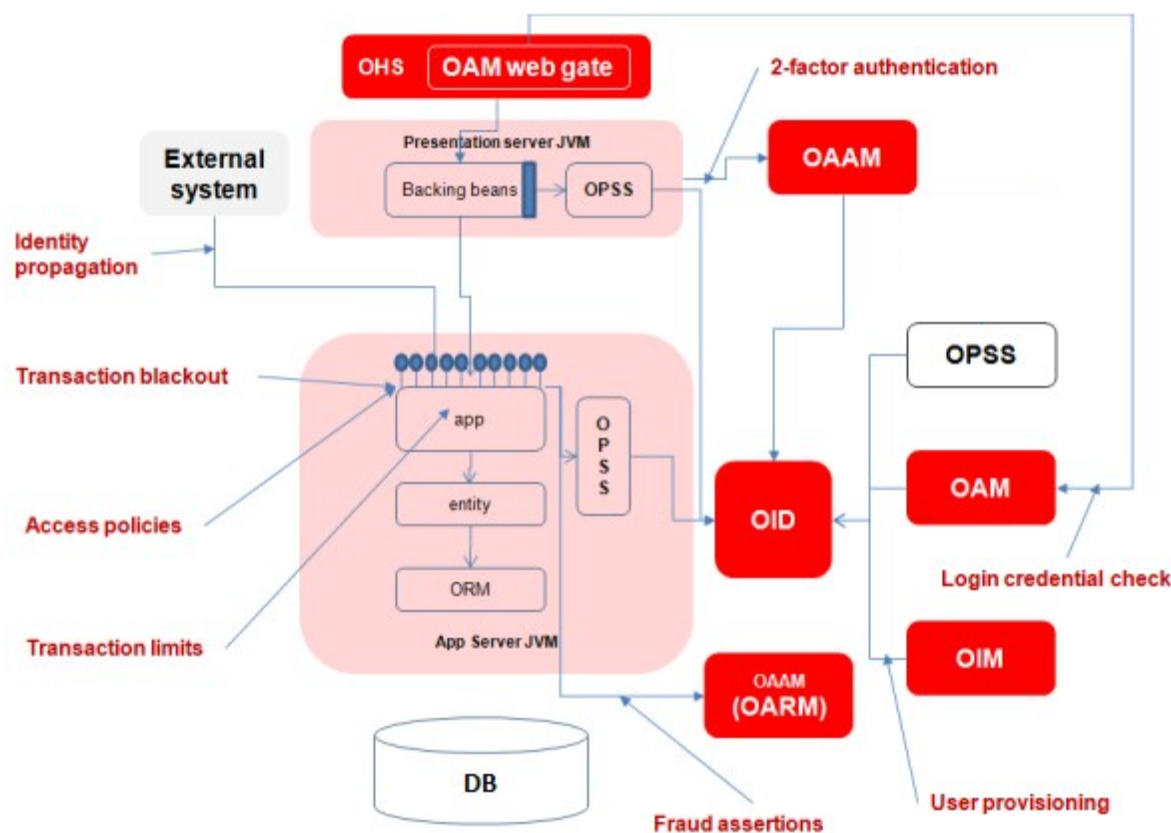 OHS
OAM web gate
2-factor authentication
Presentation server JVM
External
system
OAAM
Backing beans
OPSS
Identity
propagation
OPSS
Transaction blackout
app
O
P
S
S
OAM
OID
entity
Access policies
Login credential check
ORM
Transaction limits
App Server JVM
OIM
OAAM
(OARM)
DB
User provisioning
Fraud assertions